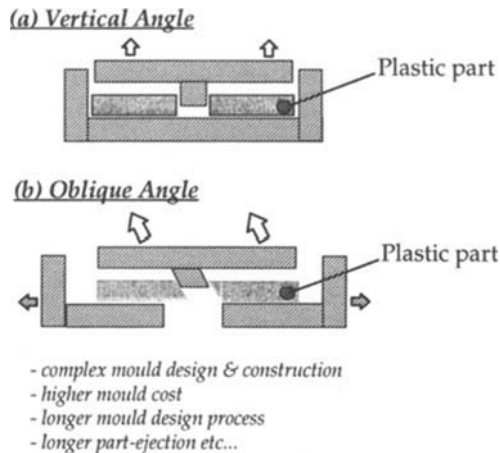 (a) Vertical Angle
Plastic part
(b) Oblique Angle
Plastic part
- complex mould design & construction
- higher mould cost
- longer mould design process
- longer part-ejection etc...